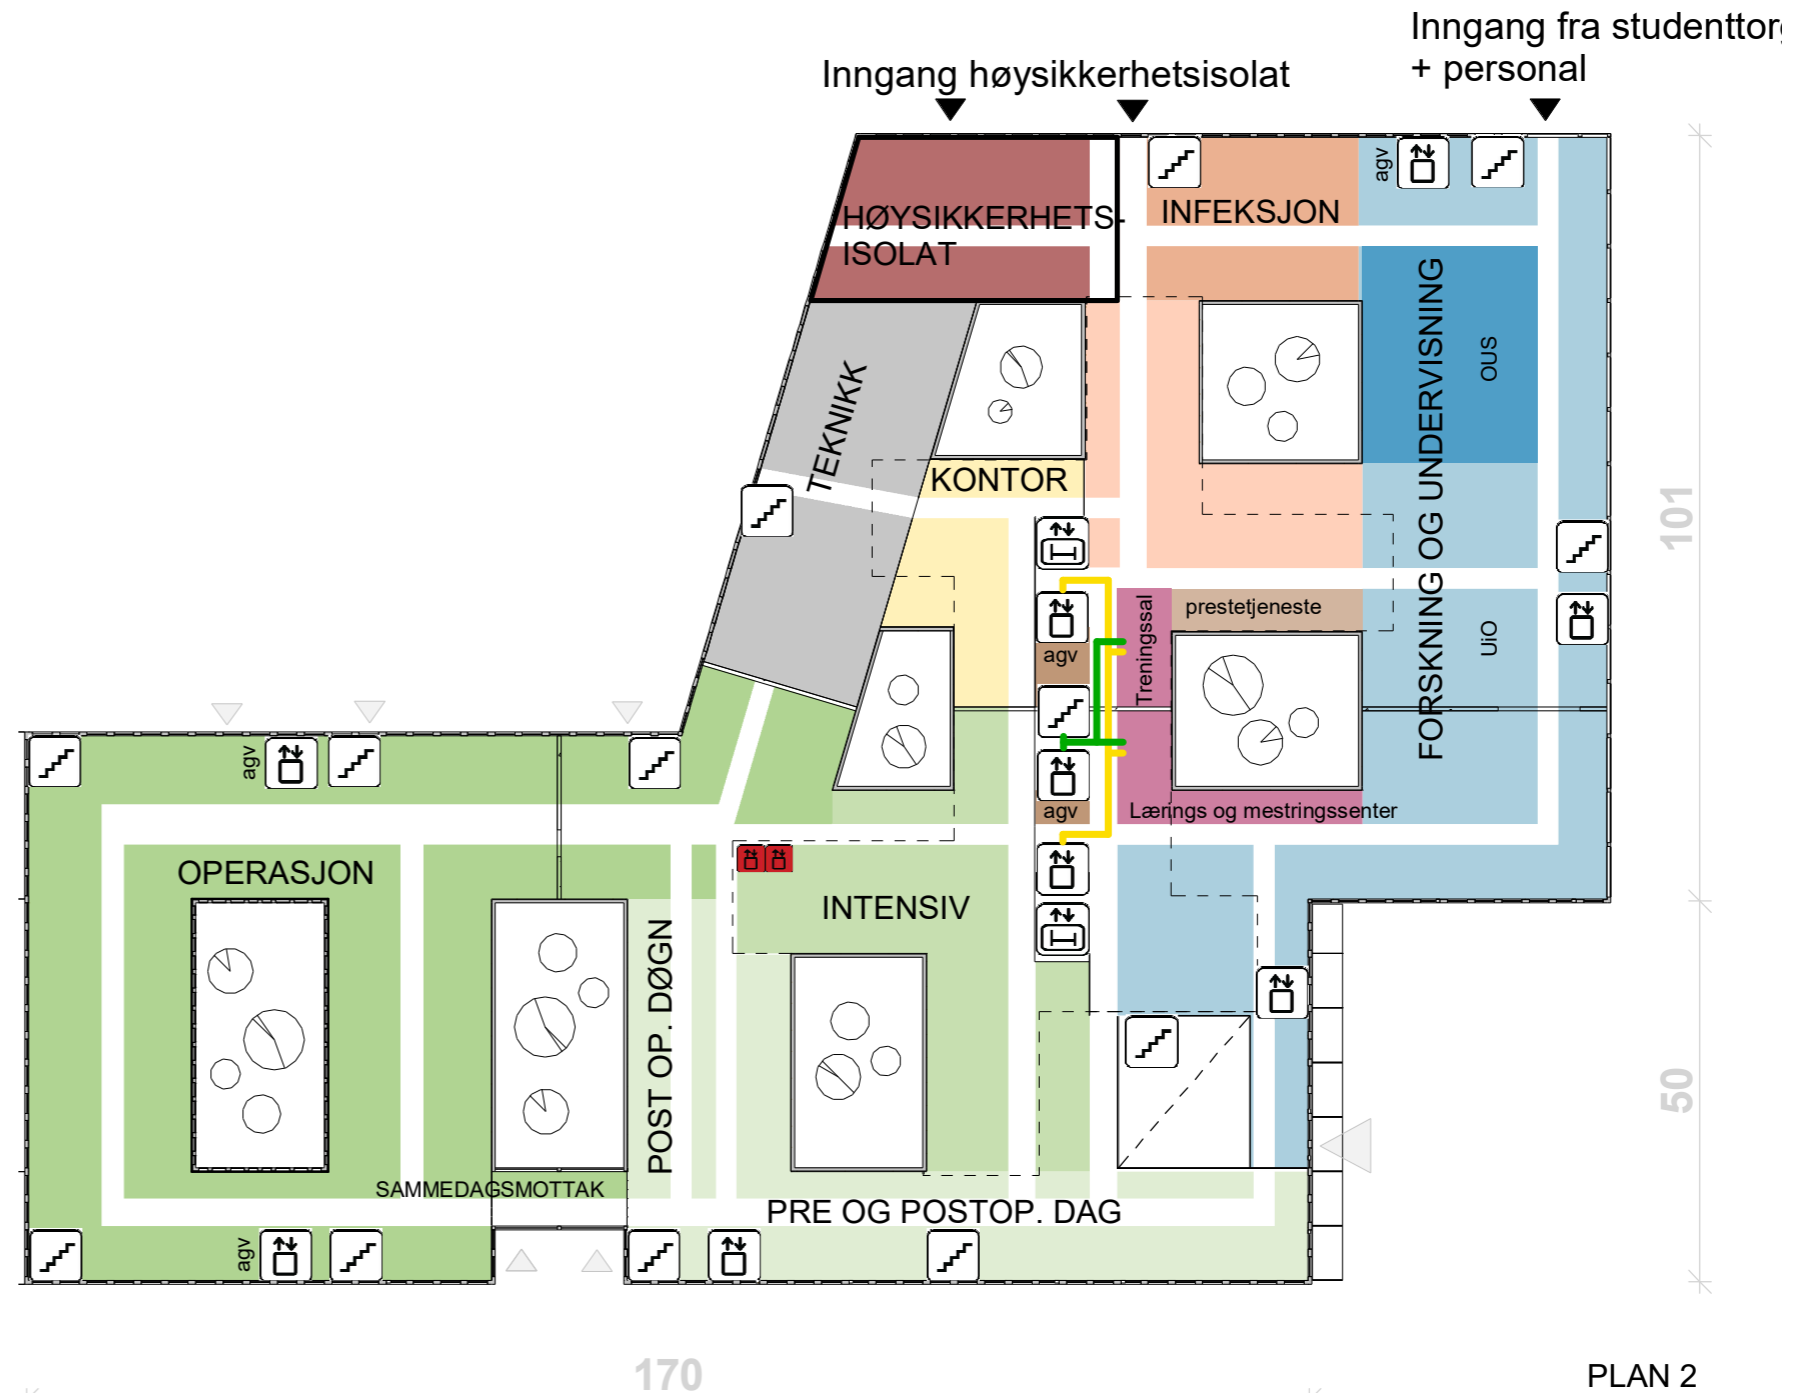 Inngang fra studenttorg
+ personal
Inngang høysikkerhetsisolat
agv
HØYSIKKERHETS-
ISOLAT
INFEKSJON
FORSKNING OG UNDERVISNING
OUS
TEKNIKK
KONTOR
101
Treningssal
prestetjeneste
UiO
agv
agv
agv
Lærings og mestringssenter
OPERASJON
INTENSIV
POST OP. DØGN
50
SAMMEDAGSMOTTAK
PRE OG POSTOP. DAG
agv
170
PLAN 2